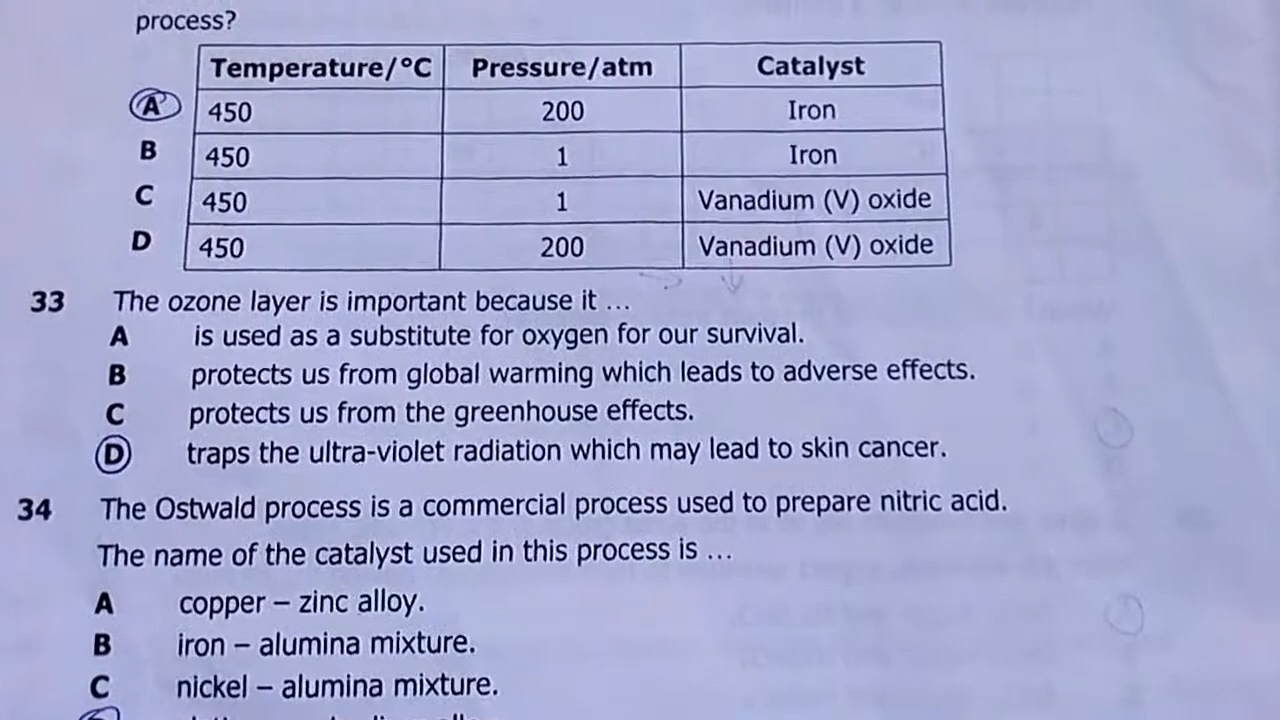 process?
Temperature/°C Pressure/atm Catalyst
A 450 200 Iron
B 450 1 Iron
C 450 1 Vanadium (V) oxide
D 450 200 Vanadium (V) oxide
33 The ozone layer is important because it ...
A is used as a substitute for oxygen for our survival.
B protects us from global warming which leads to adverse effects.
C protects us from the greenhouse effects.
D traps the ultra-violet radiation which may lead to skin cancer.
34 The Ostwald process is a commercial process used to prepare nitric acid.
The name of the catalyst used in this process is ...
A copper – zinc alloy.
B iron – alumina mixture.
C nickel – alumina mixture.